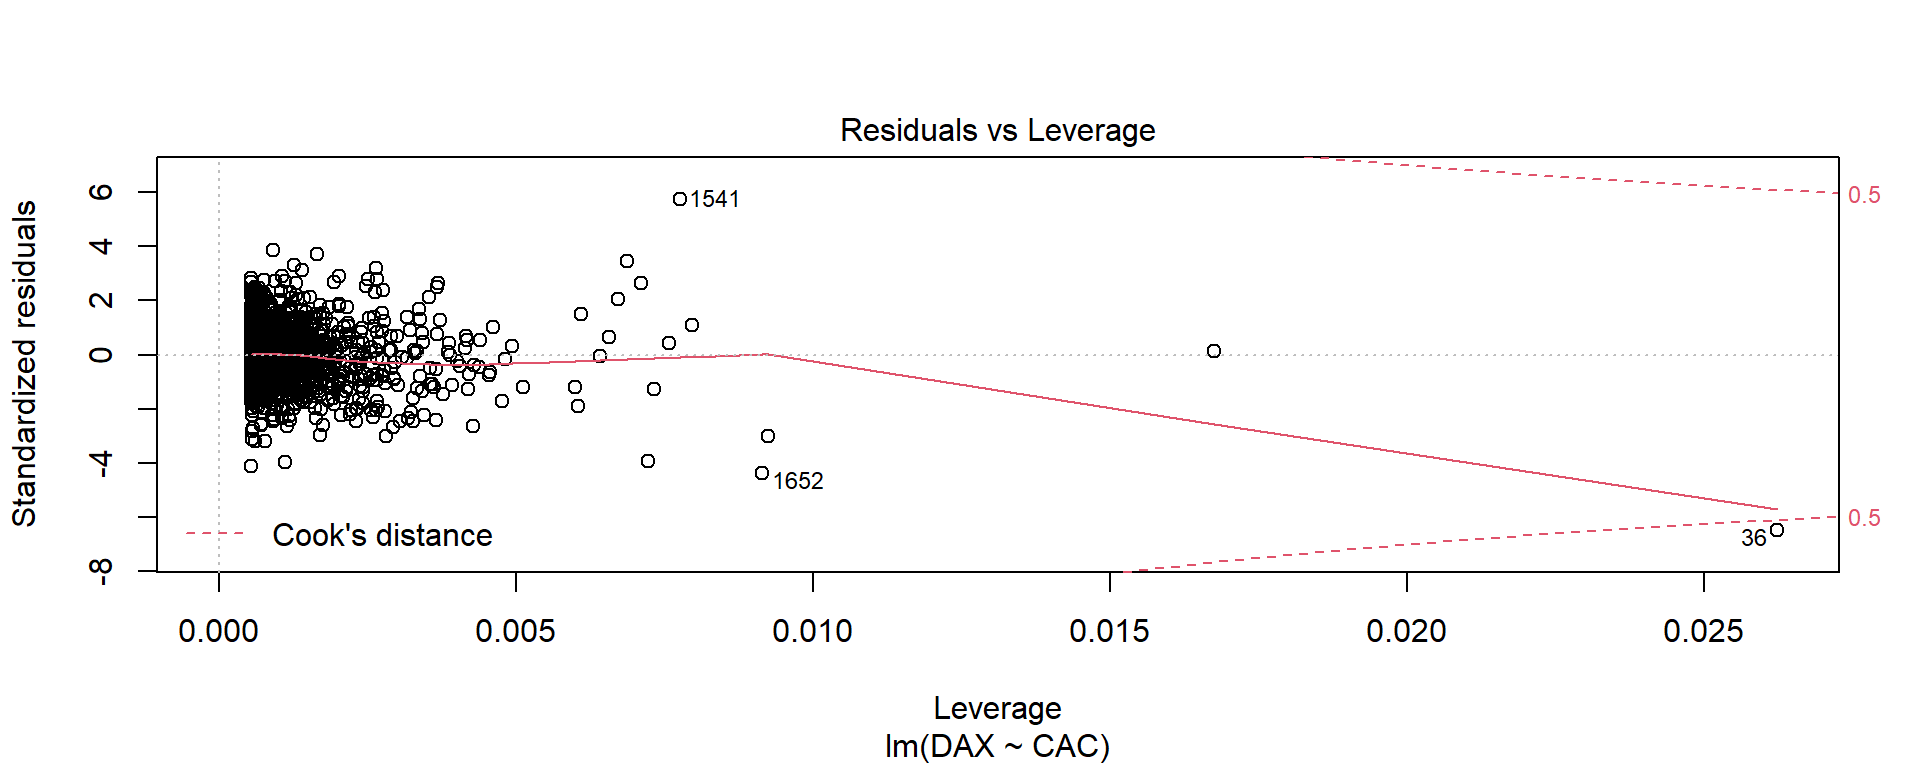 Residuals vs Leverage
Standardized residuals
6
4
2
0
-4
-8
1541
1652
36
0.5
0.5
Cook's distance
0.000 0.005 0.010 0.015 0.020 0.025
Leverage
lm(DAX ~ CAC)